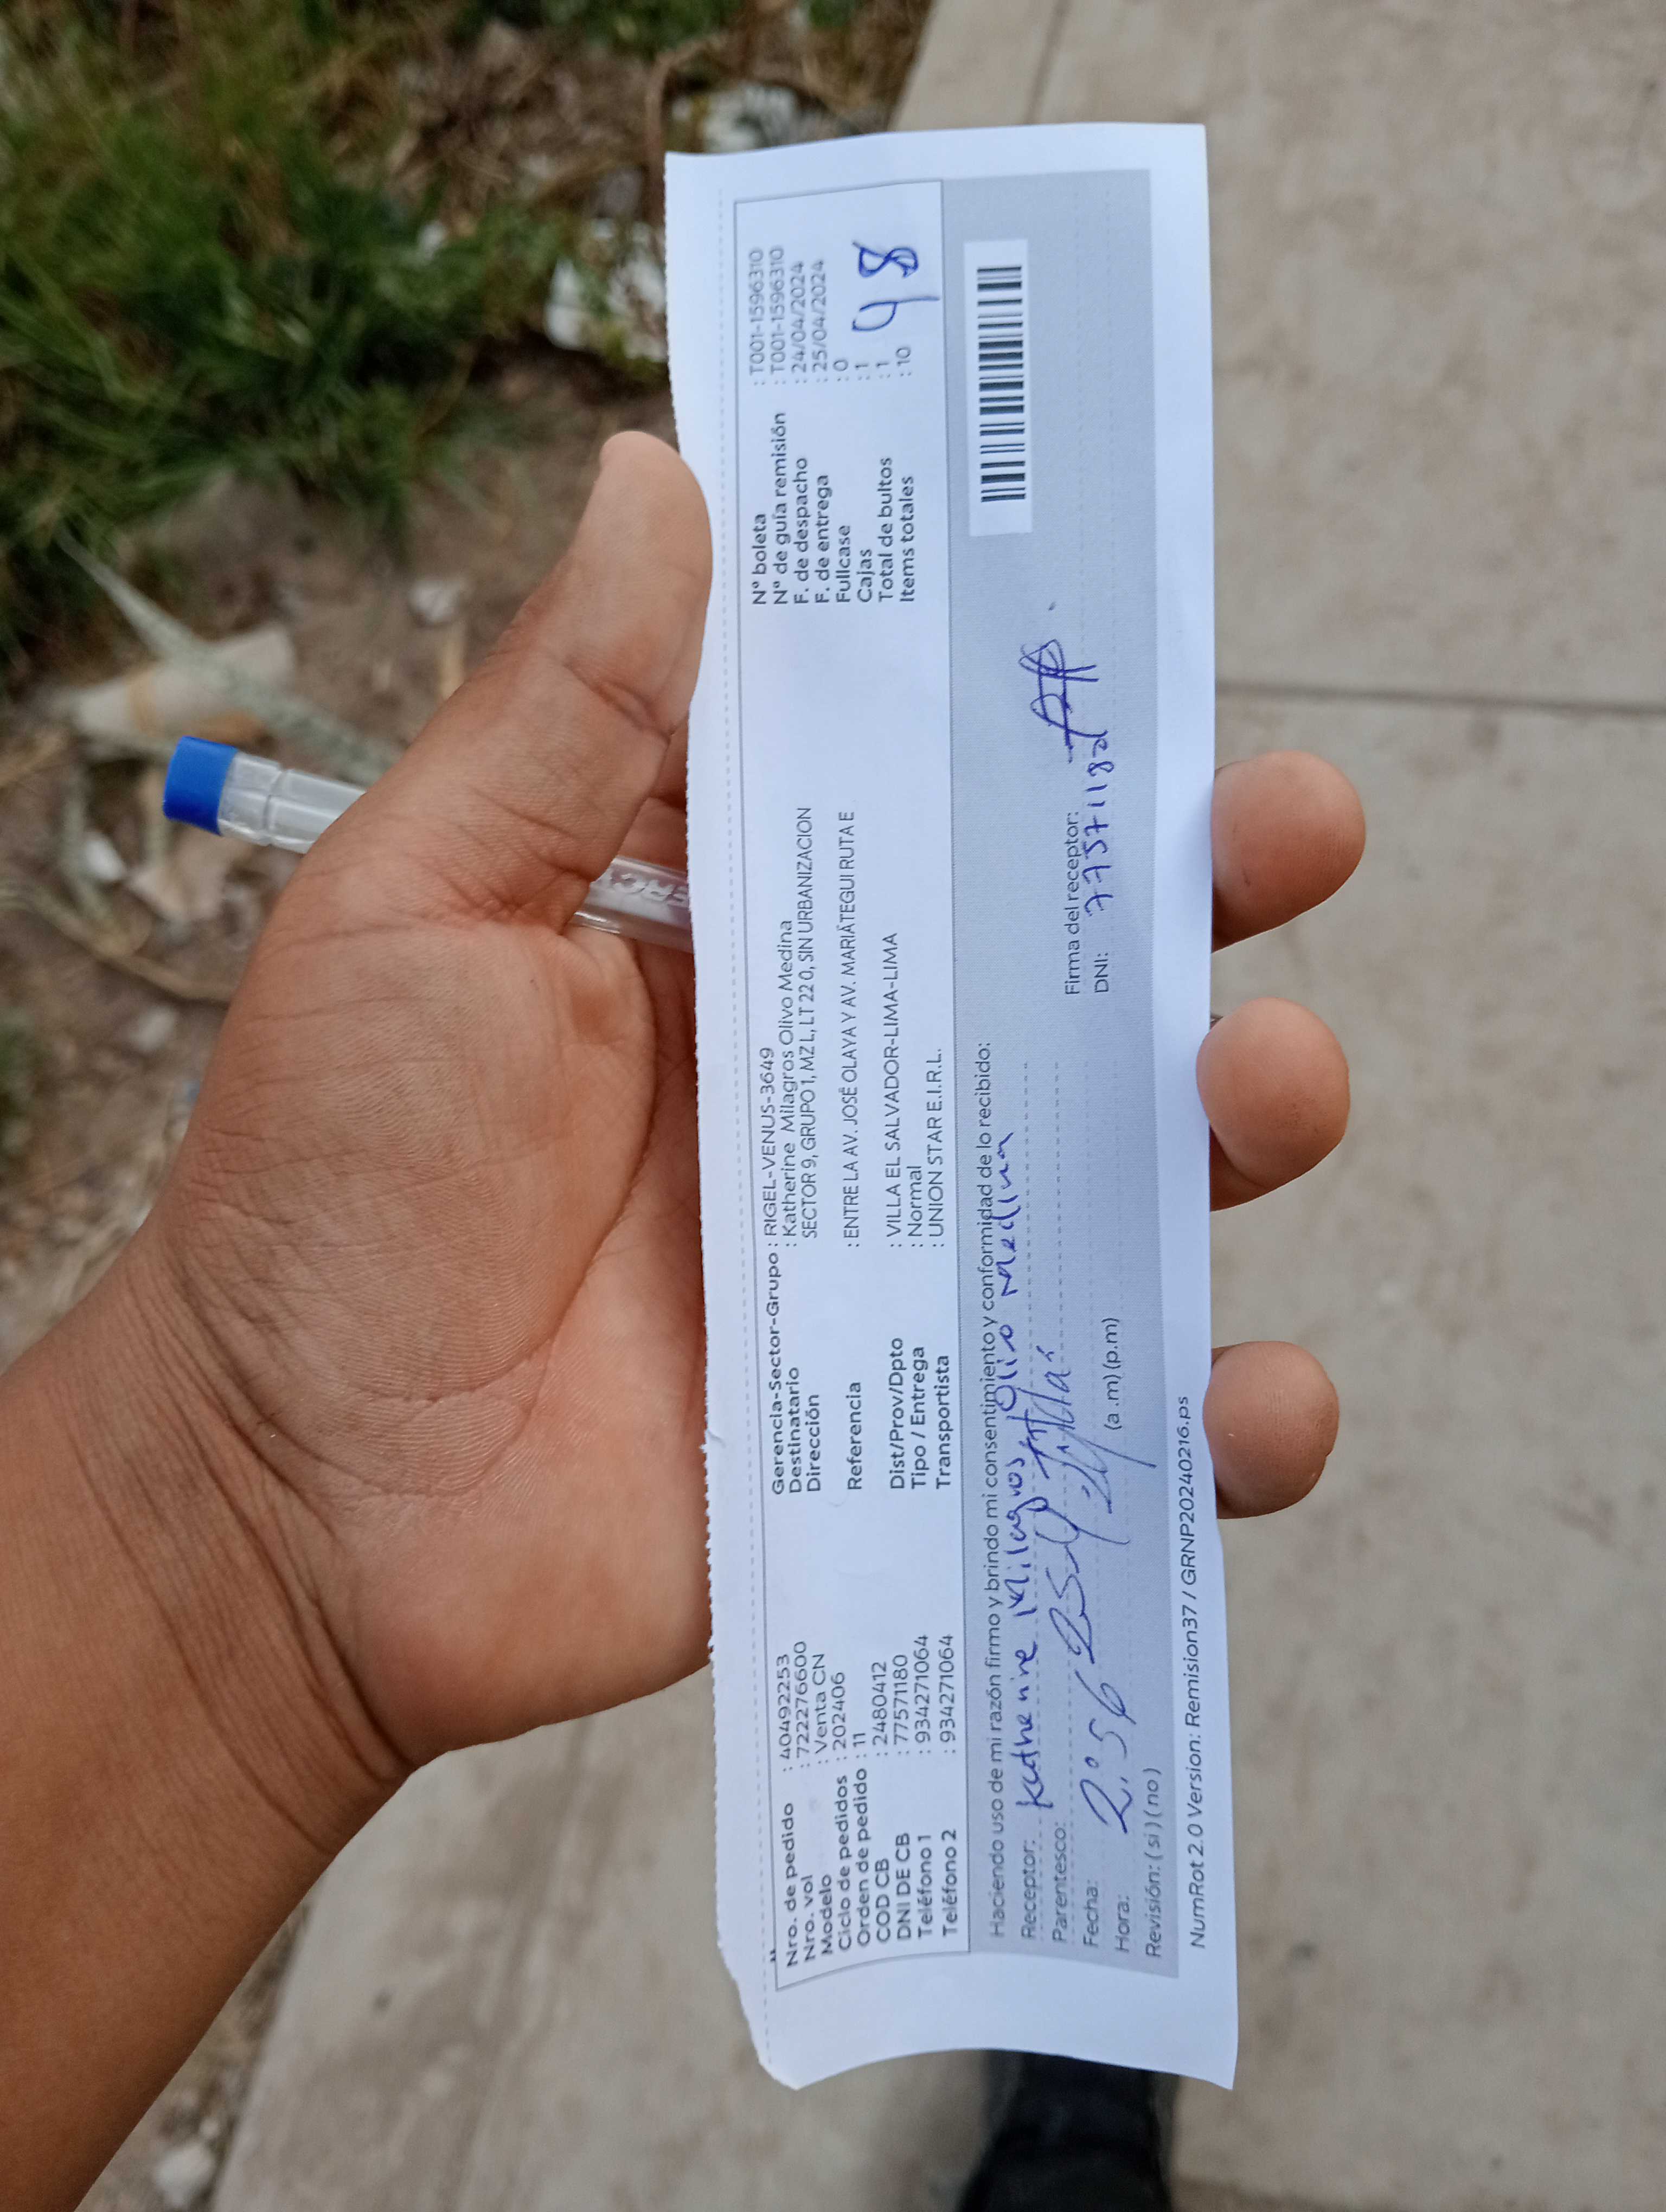 Nro. de pedido : 40492253
Nro. vol : 722276600
Modelo : Venta CN
Ciclo de pedidos : 202406
Orden de pedido : 11
COD CB : 2480412
DNI DE CB : 77571180
Teléfono 1 : 934271064
Teléfono 2 : 934271064
Gerencia-Sector-Grupo : RIGEL-VENUS-3649
Destinatario : Katherine Milagros Olivo Medina
Dirección SECTOR 9, GRUPO 1, MZ L, LT 22 0, SIN URBANIZACION
Referencia : ENTRE LA AV. JOSÉ OLAYA Y AV. MARIÁTEGUI RUTA E
Dist/Prov/Dpto : VILLA EL SALVADOR-LIMA-LIMA
Tipo / Entrega : Normal
Transportista : UNION STAR E.I.R.L.
N° boleta : T001-1596310
N° de guía remisión : T001-1596310
F. de despacho : 24/04/2024
F. de entrega : 25/04/2024
Fullcase : 0
Cajas : 1
Total de bultos : 1
Items totales : 10
48
Haciendo uso de mi razón firmo y brindo mi consentimiento y conformidad de lo recibido:
Receptor: Katherine Milagros Olivo Medina
Parentesco:
Fecha:
Hora: 2:56 (a .m) (p.m)
Revisión: ( si ) ( no )
Firma del receptor:
DNI:
NumRot 2.0 Version: Remision37 / GRNP20240216.ps